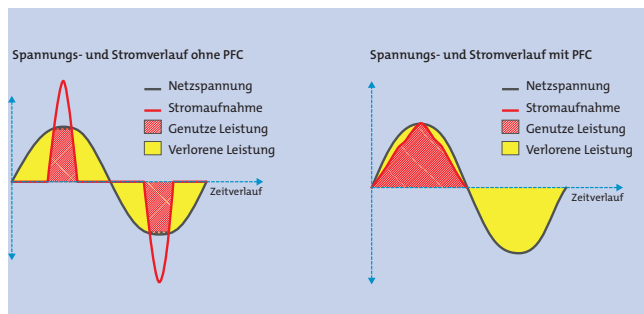 Spannungs- und Stromverlauf ohne PFC
Netzspannung
Stromaufnahme
Genutze Leistung
Verlorene Leistung
Zeitverlauf
Spannungs- und Stromverlauf mit PFC
Netzspannung
Stromaufnahme
Genutze Leistung
Verlorene Leistung
Zeitverlauf